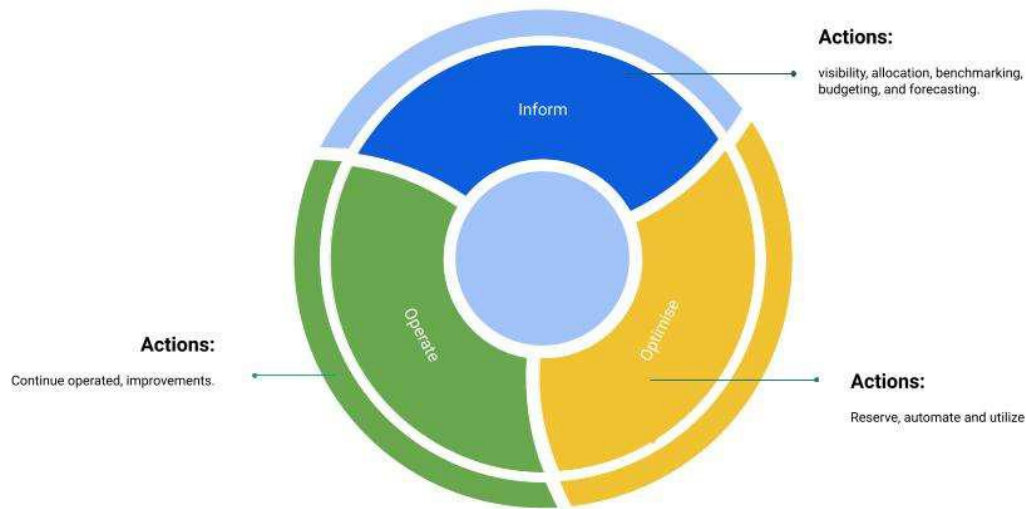 Actions:
visibility, allocation, benchmarking,
budgeting, and forecasting.
Inform
Operate
Optimise
Actions:
Continue operated, improvements.
Actions:
Reserve, automate and utilize